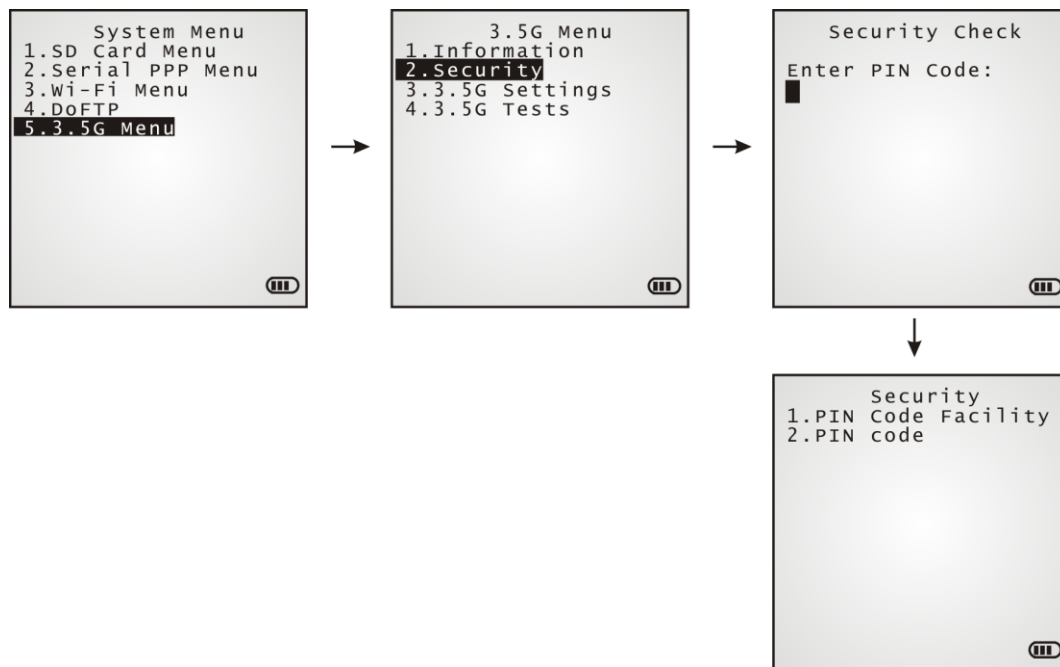 System Menu
1.SD Card Menu
2.Serial PPP Menu
3.Wi-Fi Menu
4.DoFTP
5.3.5G Menu
3.5G Menu
1.Information
2.Security
3.3.5G Settings
4.3.5G Tests
Security Check
Enter PIN Code:
Security
1.PIN Code Facility
2.PIN code